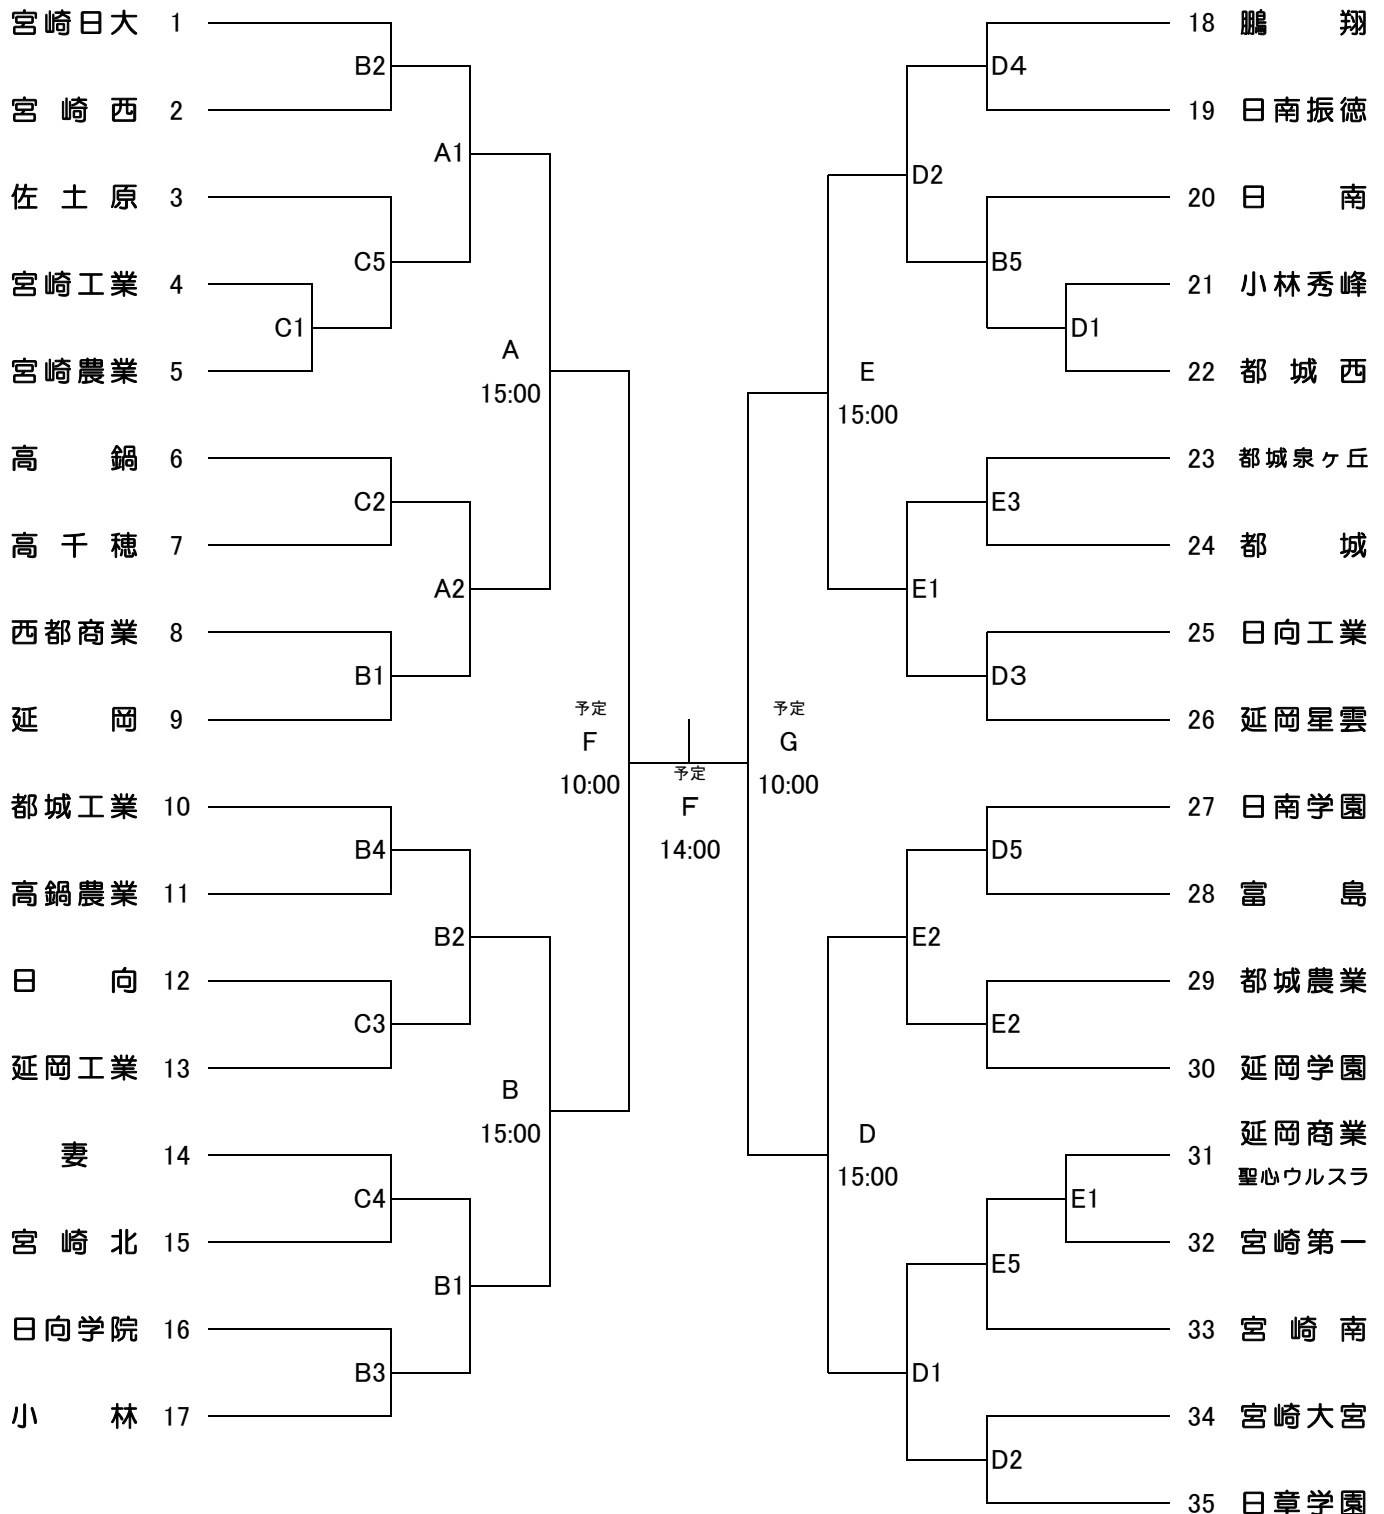 宮崎日大 1
B2
宮崎西 2
A1
佐土原 3
C5
宮崎工業 4
C1
宮崎農業 5
A
15:00
高鍋 6
C2
高千穂 7
A2
西都商業 8
B1
延岡 9
都城工業 10
B4
高鍋農業 11
B2
日向 12
C3
延岡工業 13
B
15:00
妻 14
C4
宮崎北 15
B1
日向学院 16
B3
小林 17
予定
F
10:00
予定
F
14:00
予定
G
10:00
18 鵬翔
D4
19 日南振徳
D2
20 日南
B5
21 小林秀峰
D1
22 都城西
E
15:00
23 都城泉ヶ丘
E3
24 都城
E1
25 日向工業
D3
26 延岡星雲
27 日南学園
D5
28 富島
E2
29 都城農業
E2
30 延岡学園
D
15:00
31 延岡商業
聖心ウルスラ
E1
32 宮崎第一
E5
33 宮崎南
D1
34 宮崎大宮
D2
35 日章学園